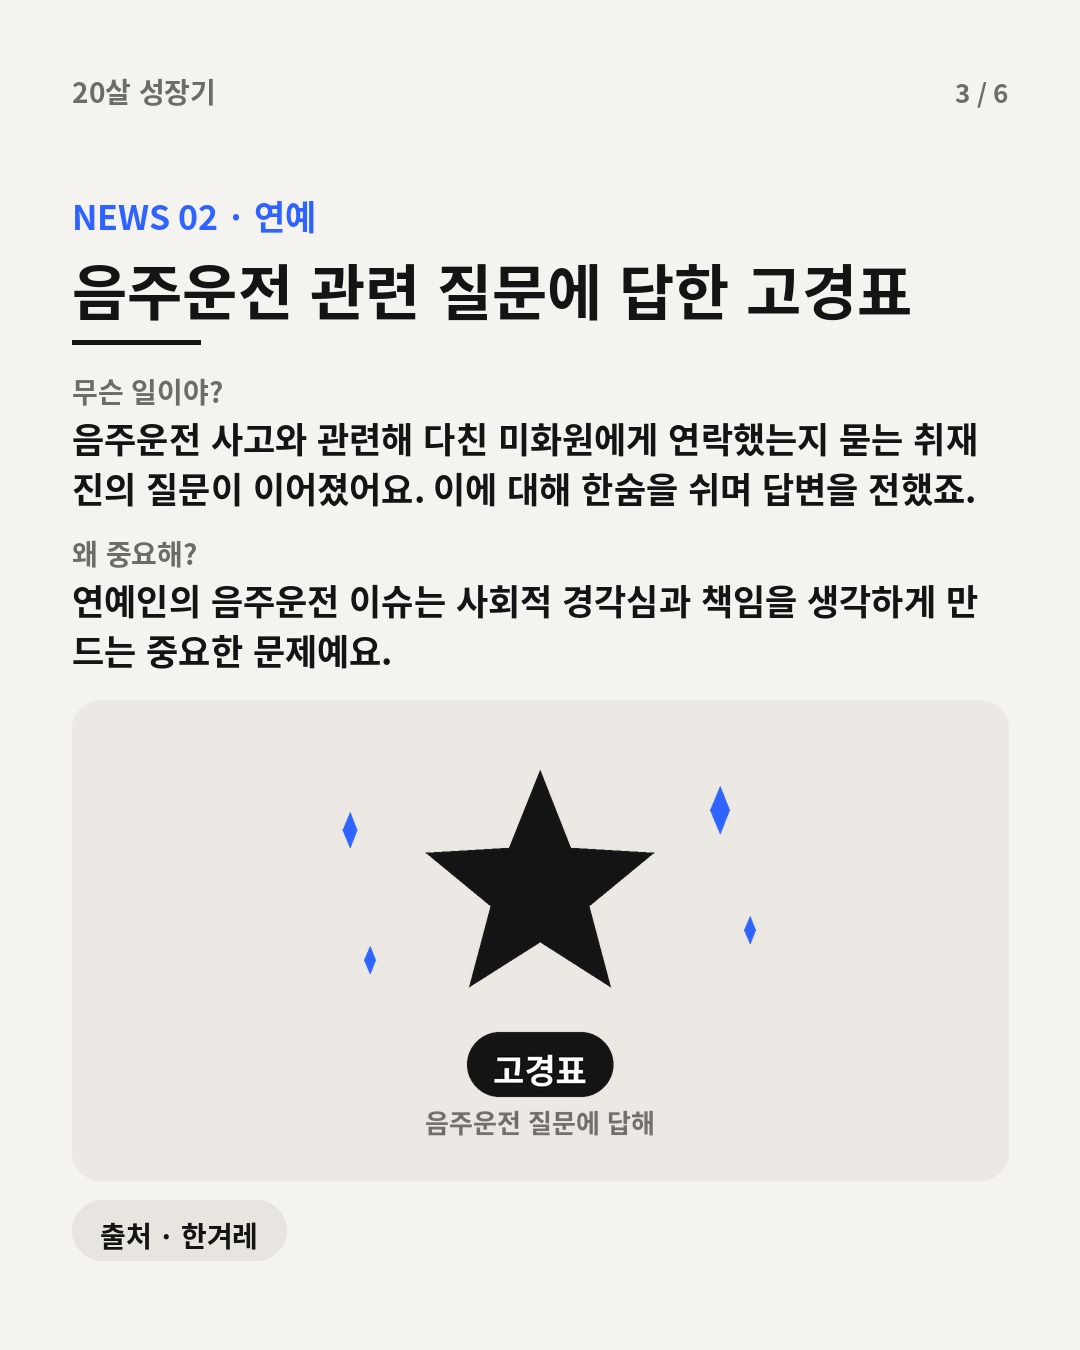 20살 성장기
3 / 6
NEWS 02 · 연예
음주운전 관련 질문에 답한 고경표
무슨 일이야?
음주운전 사고와 관련해 다친 미화원에게 연락했는지 묻는 취재
진의 질문이 이어졌어요. 이에 대해 한숨을 쉬며 답변을 전했죠.
왜 중요해?
연예인의 음주운전 이슈는 사회적 경각심과 책임을 생각하게 만
드는 중요한 문제예요.
고경표
음주운전 질문에 답해
출처 · 한겨레